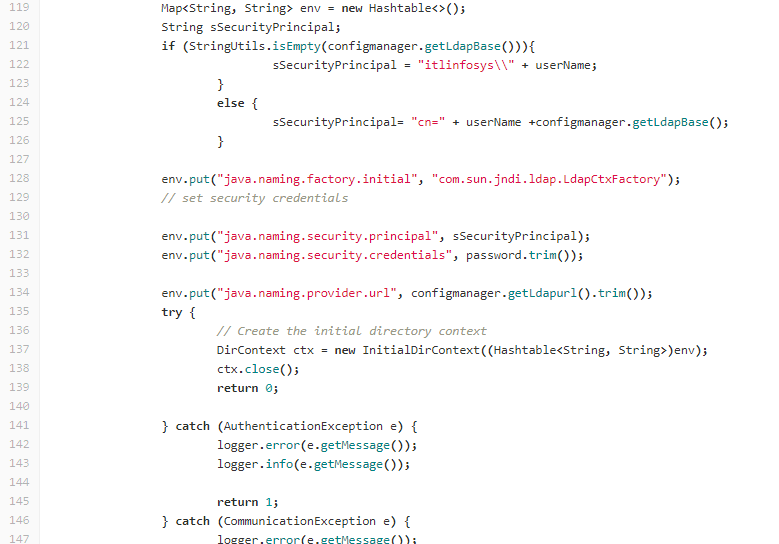 119 Map<String, String> env = new Hashtable<>();
120 String sSecurityPrincipal;
121 if (StringUtils.isEmpty(configmanager.getLdapBase())){
122 sSecurityPrincipal = "itlinfosys\\" + userName;
123 }
124 else {
125 sSecurityPrincipal= "cn=" + userName +configmanager.getLdapBase();
126 }
127
128 env.put("java.naming.factory.initial", "com.sun.jndi.ldap.LdapCtxFactory");
129 // set security credentials
130
131 env.put("java.naming.security.principal", sSecurityPrincipal);
132 env.put("java.naming.security.credentials", password.trim());
133
134 env.put("java.naming.provider.url", configmanager.getLdapurl().trim());
135 try {
136 // Create the initial directory context
137 DirContext ctx = new InitialDirContext((Hashtable<String, String>)env);
138 ctx.close();
139 return 0;
140
141 } catch (AuthenticationException e) {
142 logger.error(e.getMessage());
143 logger.info(e.getMessage());
144
145 return 1;
146 } catch (CommunicationException e) {
147 logger.error(e.getMessage());